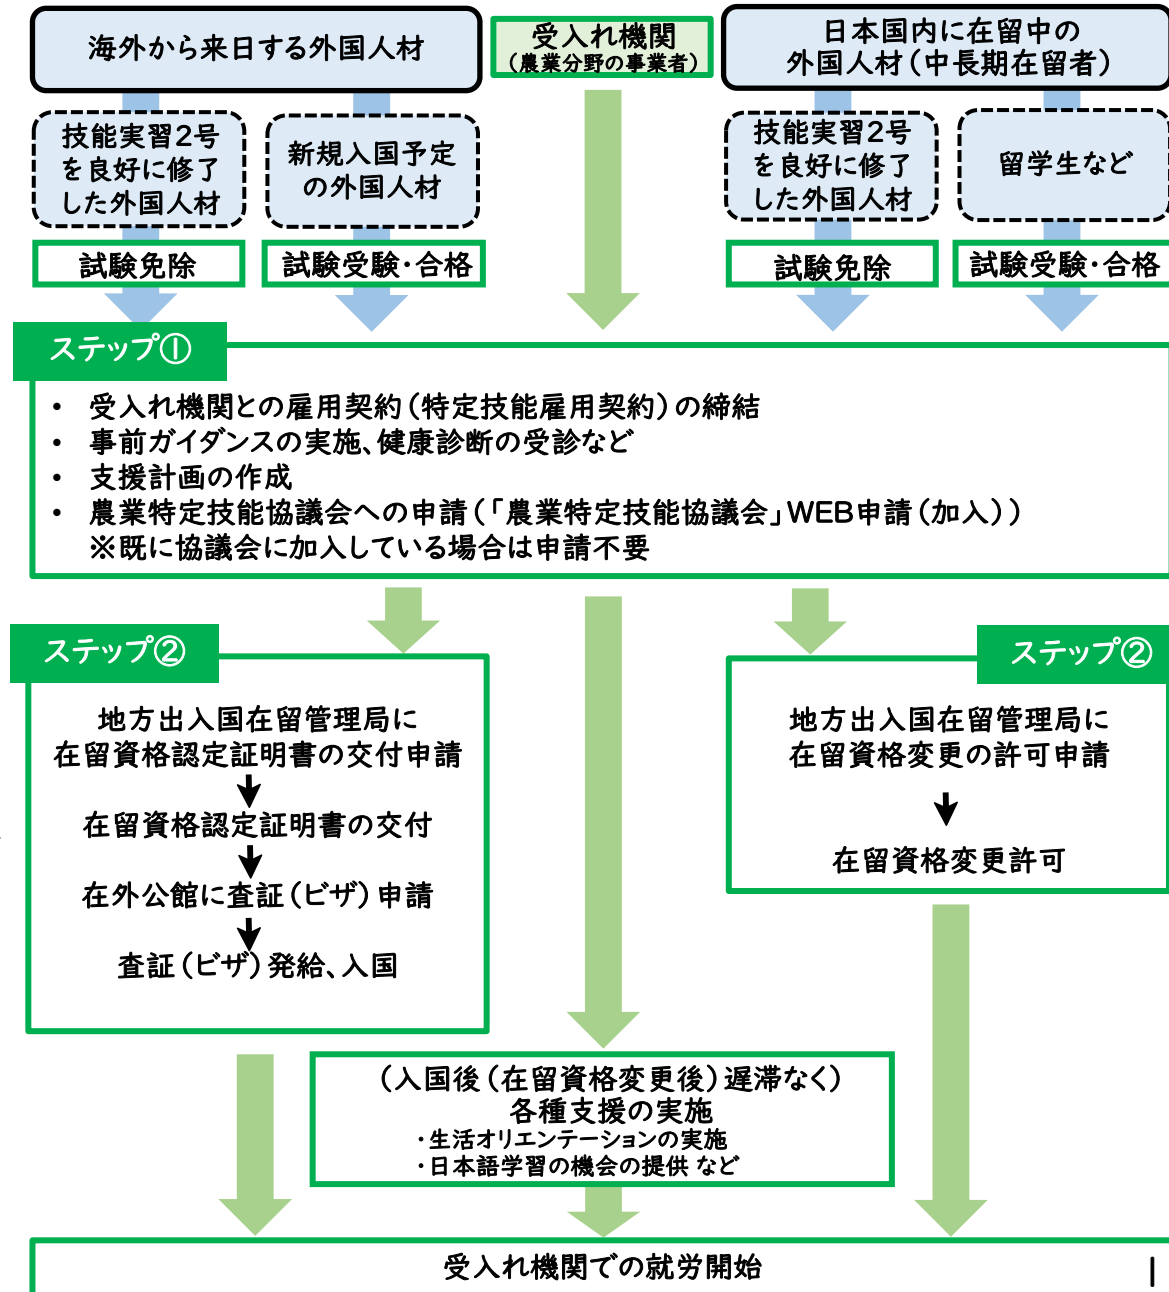 海外から来日する外国人材
受入れ機関
（農業分野の事業者）
日本国内に在留中の
外国人材（中長期在留者）
技能実習2号
を良好に修了
した外国人材
新規入国予定
の外国人材
技能実習2号
を良好に修了
した外国人材
留学生など
試験免除
試験受験・合格
試験免除
試験受験・合格
ステップ①
• 受入れ機関との雇用契約（特定技能雇用契約）の締結
• 事前ガイダンスの実施、健康診断の受診など
• 支援計画の作成
• 農業特定技能協議会への申請（「農業特定技能協議会」WEB申請（加入））
※既に協議会に加入している場合は申請不要
ステップ②
地方出入国在留管理局に
在留資格認定証明書の交付申請
在留資格認定証明書の交付
在外公館に査証（ビザ）申請
査証（ビザ）発給、入国
ステップ②
地方出入国在留管理局に
在留資格変更の許可申請
在留資格変更許可
（入国後（在留資格変更後）遅滞なく）
各種支援の実施
・生活オリエンテーションの実施
・日本語学習の機会の提供 など
受入れ機関での就労開始